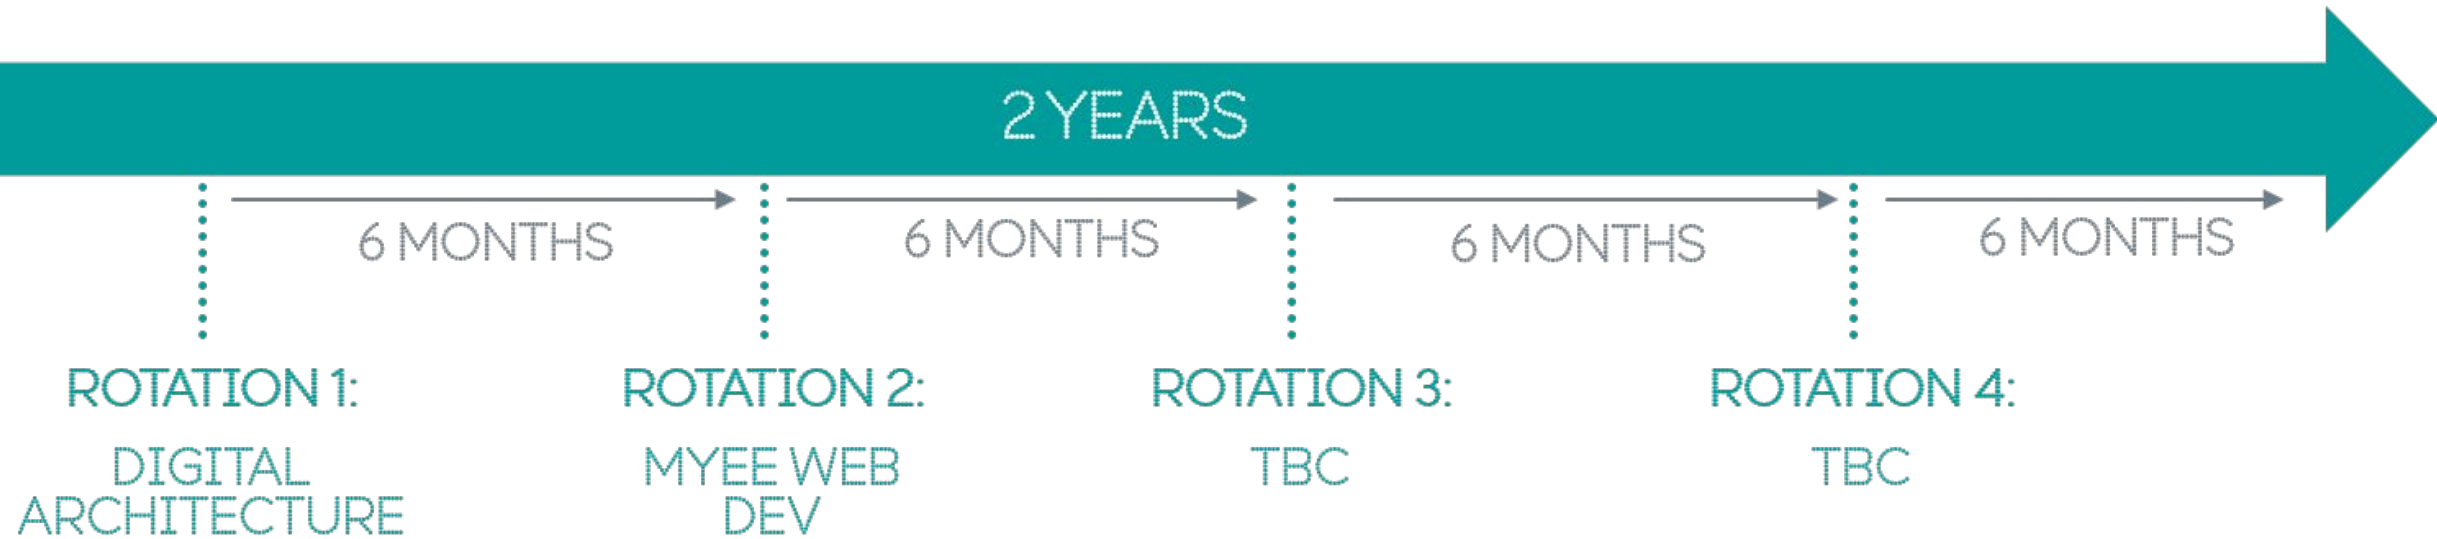 2 YEARS
6 MONTHS
6 MONTHS
6 MONTHS
6 MONTHS
ROTATION 1:
DIGITAL
ARCHITECTURE
ROTATION 2:
MYEE WEB
DEV
ROTATION 3:
TBC
ROTATION 4:
TBC